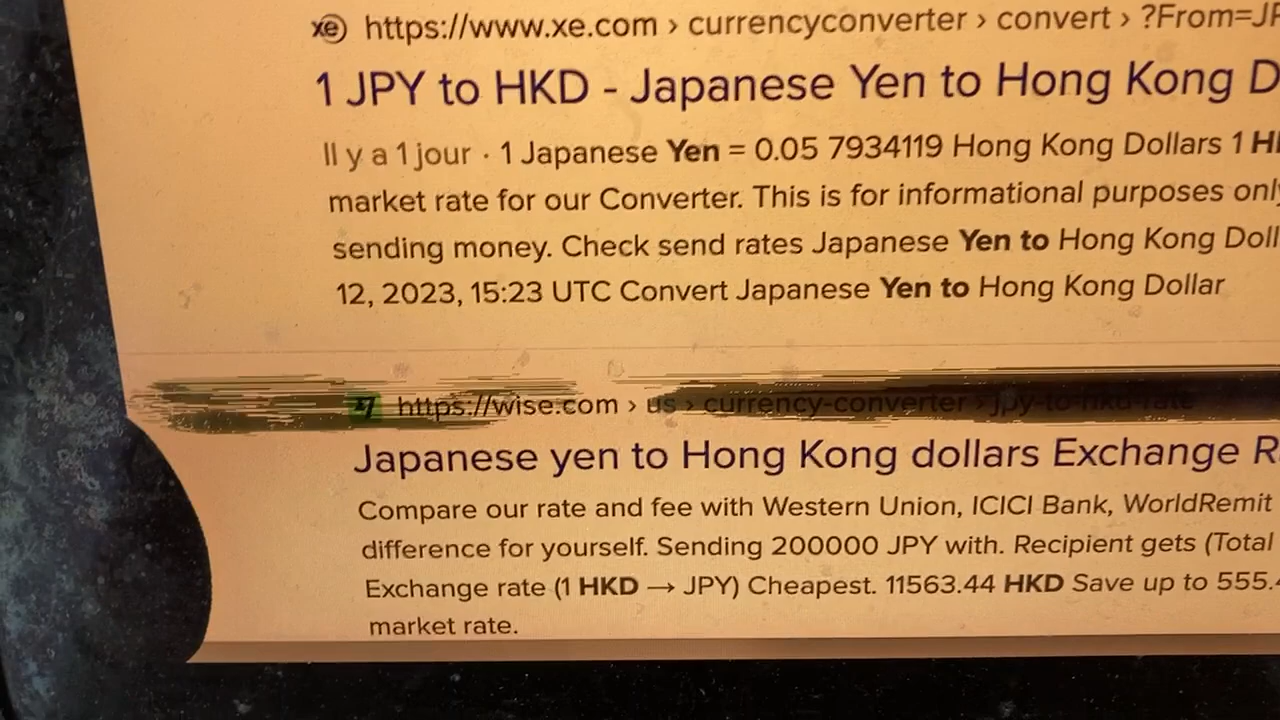 xe https://www.xe.com › currencyconverter › convert › ?From=
1 JPY to HKD - Japanese Yen to Hong Kong
Il y a 1 jour · 1 Japanese Yen = 0.05 7934119 Hong Kong Dollars 1
market rate for our Converter. This is for informational purposes
sending money. Check send rates Japanese Yen to Hong Kong
12, 2023, 15:23 UTC Convert Japanese Yen to Hong Kong Dollar
https://wise.com › us › currency-converter › jpy-to-hkd-rate
Japanese yen to Hong Kong dollars Exchange
Compare our rate and fee with Western Union, ICICI Bank, WorldRemit
difference for yourself. Sending 200000 JPY with. Recipient gets (Total
Exchange rate (1 HKD → JPY) Cheapest. 11563.44 HKD Save up to
market rate.